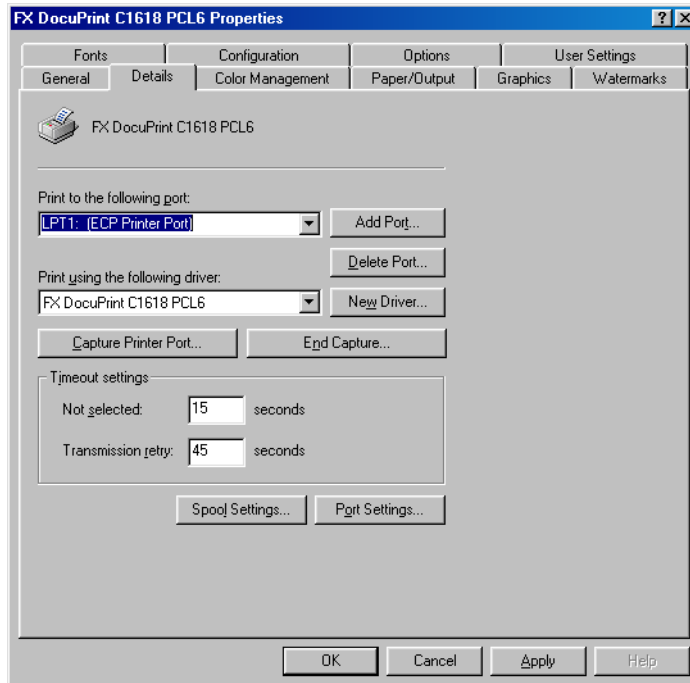 FX DocuPrint C1618 PCL6 Properties
Fonts Configuration Options User Settings
General Details Color Management Paper/Output Graphics Watermarks
FX DocuPrint C1618 PCL6
Print to the following port:
LPT1: (ECP Printer Port) Add Port...
Delete Port...
Print using the following driver:
FX DocuPrint C1618 PCL6 New Driver...
Capture Printer Port... End Capture...
Timeout settings
Not selected: 15 seconds
Transmission retry: 45 seconds
Spool Settings... Port Settings...
OK Cancel Apply Help